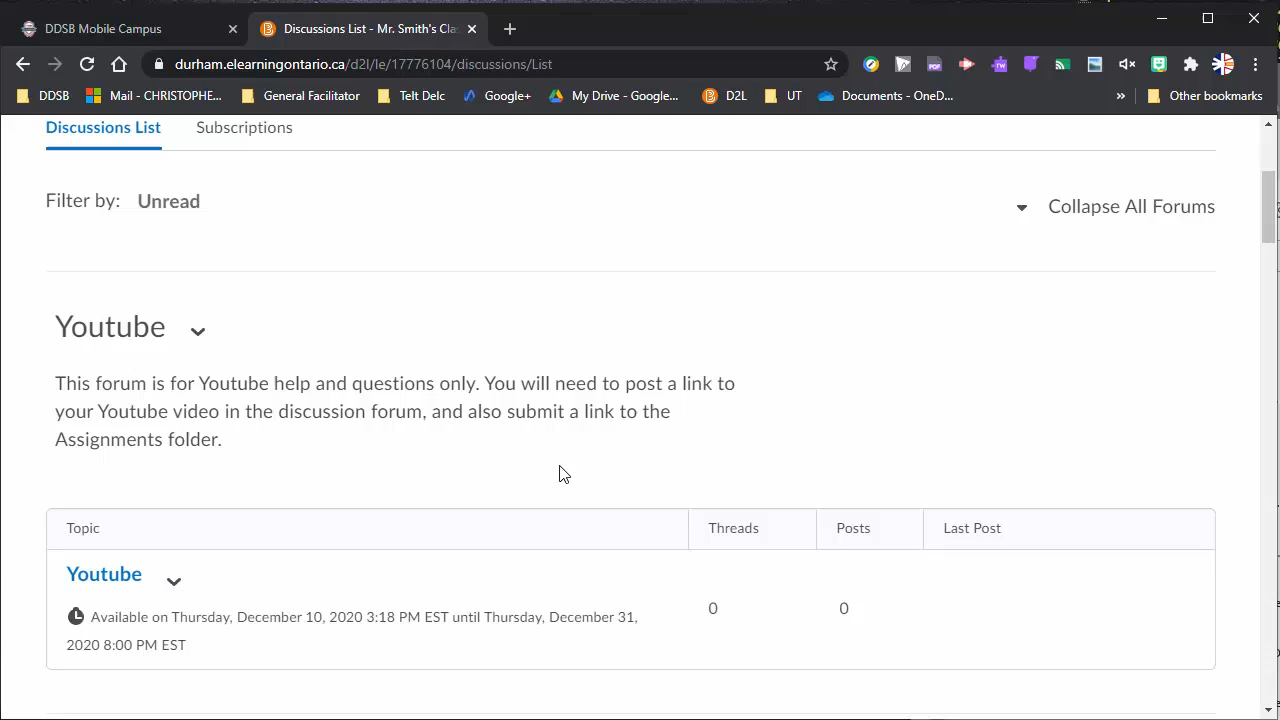 DDSB Mobile Campus
Discussions List - Mr. Smith's Cla
durham.elearningontario.ca/d2l/le/17776104/discussions/List
DDSB Mail - CHRISTOPHE... General Facilitator Telt Delc Google+ My Drive - Google... D2L UT Documents - OneD... » Other bookmarks
Discussions List Subscriptions
Filter by: Unread
Collapse All Forums
Youtube
This forum is for Youtube help and questions only. You will need to post a link to
your Youtube video in the discussion forum, and also submit a link to the
Assignments folder.
Topic Threads Posts Last Post
Youtube
0 0
Available on Thursday, December 10, 2020 3:18 PM EST until Thursday, December 31,
2020 8:00 PM EST